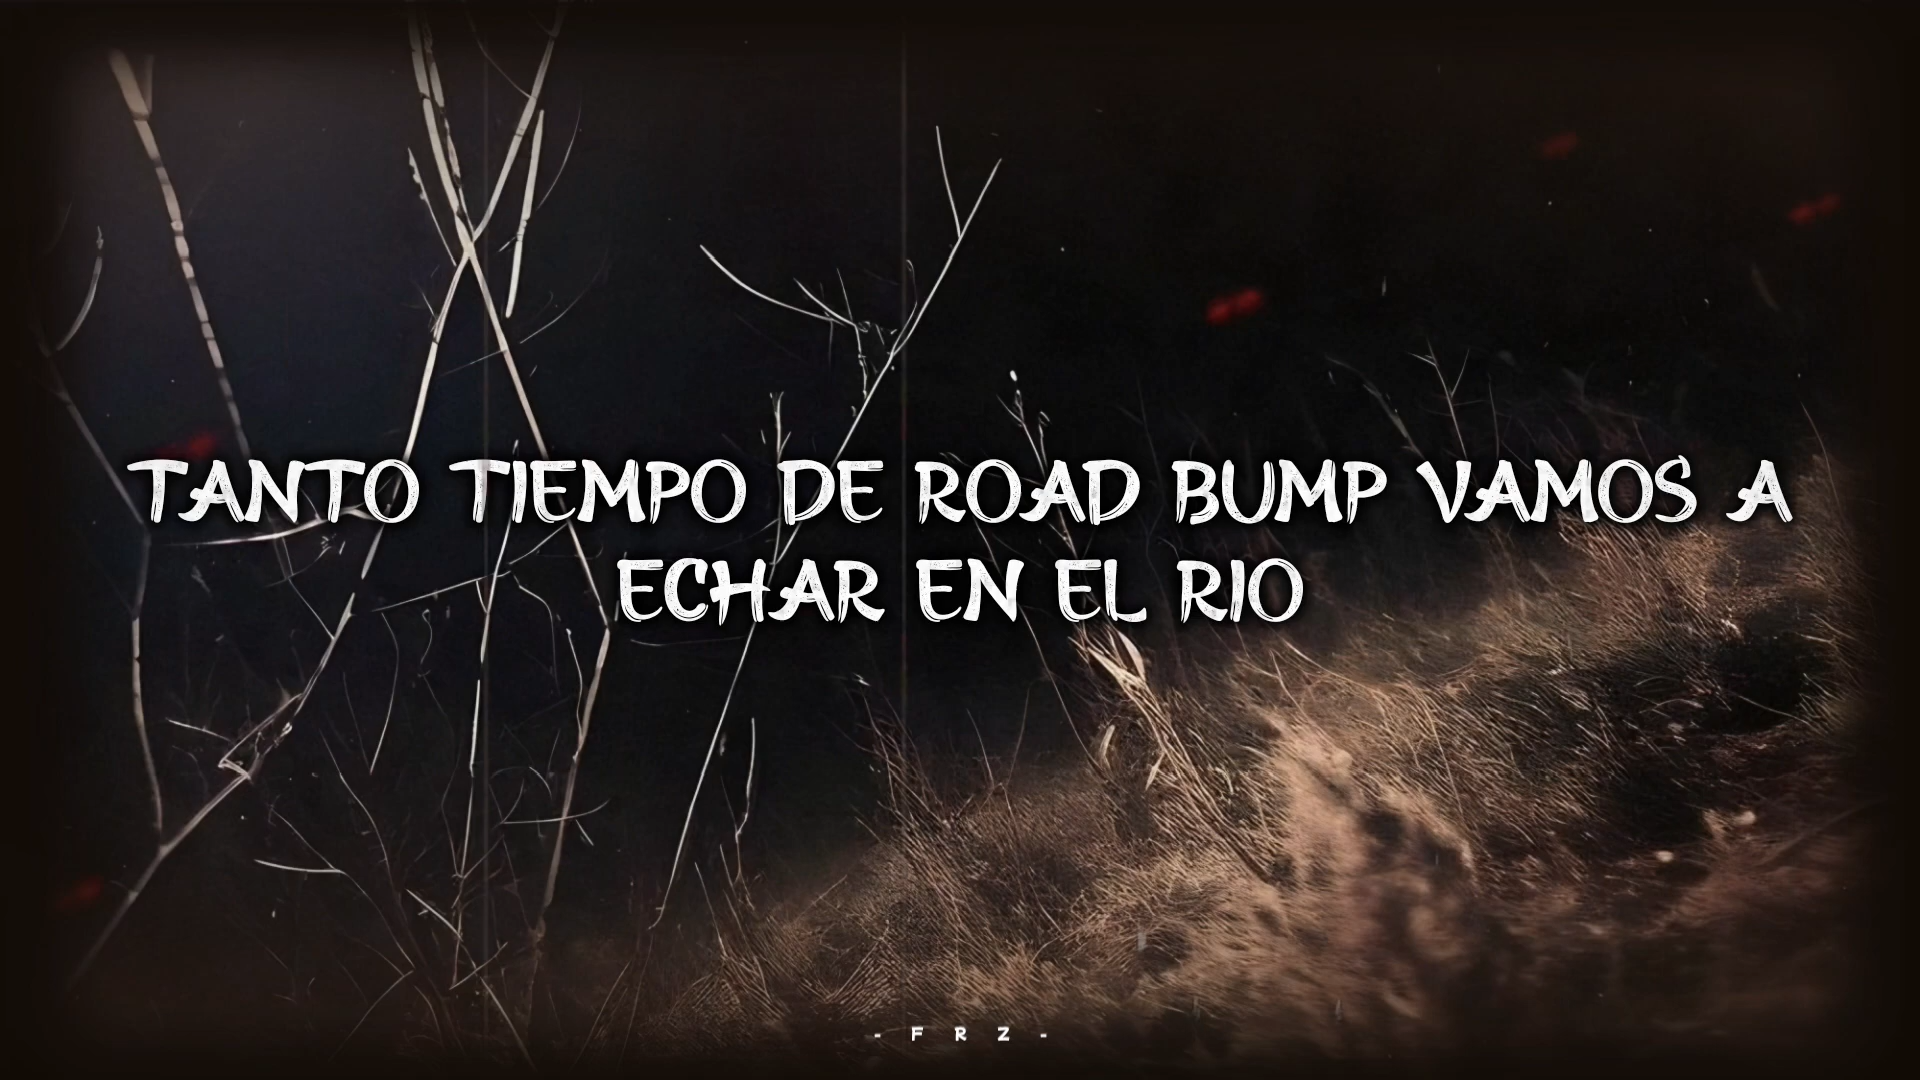 TANTO TIEMPO DE ROAD BUMP VAMOS A
ECHAR EN EL RIO
- F R Z -